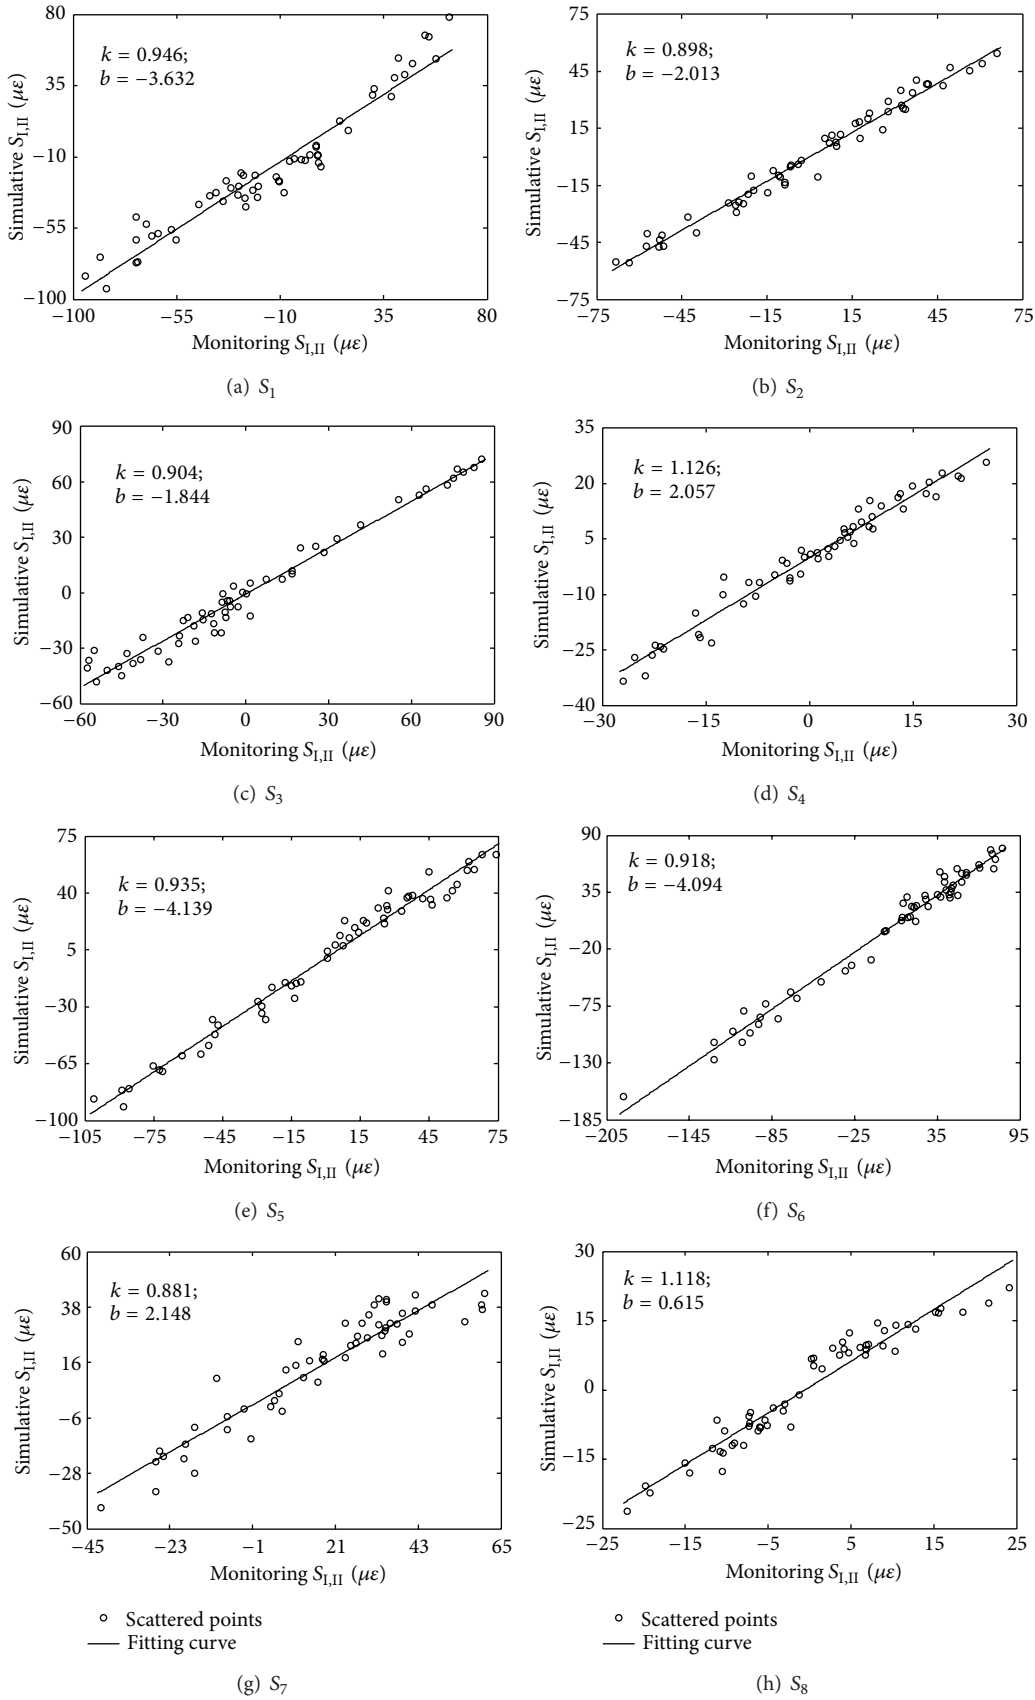 80
35
−10
−55
−100
Simulative S_I,II (με)
k = 0.946;
b = −3.632
−100 −55 −10 35 80
Monitoring S_I,II (με)
(a) S_1
75
45
15
−15
−45
−75
Simulative S_I,II (με)
k = 0.898;
b = −2.013
−75 −45 −15 15 45 75
Monitoring S_I,II (με)
(b) S_2
90
60
30
0
−30
−60
Simulative S_I,II (με)
k = 0.904;
b = −1.844
−60 −30 0 30 60 90
Monitoring S_I,II (με)
(c) S_3
35
20
5
−10
−25
−40
Simulative S_I,II (με)
k = 1.126;
b = 2.057
−30 −15 0 15 30
Monitoring S_I,II (με)
(d) S_4
75
40
5
−30
−65
−100
Simulative S_I,II (με)
k = 0.935;
b = −4.139
−105 −75 −45 −15 15 45 75
Monitoring S_I,II (με)
(e) S_5
90
35
−20
−75
−130
−185
Simulative S_I,II (με)
k = 0.918;
b = −4.094
−205 −145 −85 −25 35 95
Monitoring S_I,II (με)
(f) S_6
60
38
16
−6
−28
−50
Simulative S_I,II (με)
k = 0.881;
b = 2.148
−45 −23 −1 21 43 65
Monitoring S_I,II (με)
Scattered points
Fitting curve
(g) S_7
30
15
0
−15
−25
Simulative S_I,II (με)
k = 1.118;
b = 0.615
−25 −15 −5 5 15 25
Monitoring S_I,II (με)
Scattered points
Fitting curve
(h) S_8